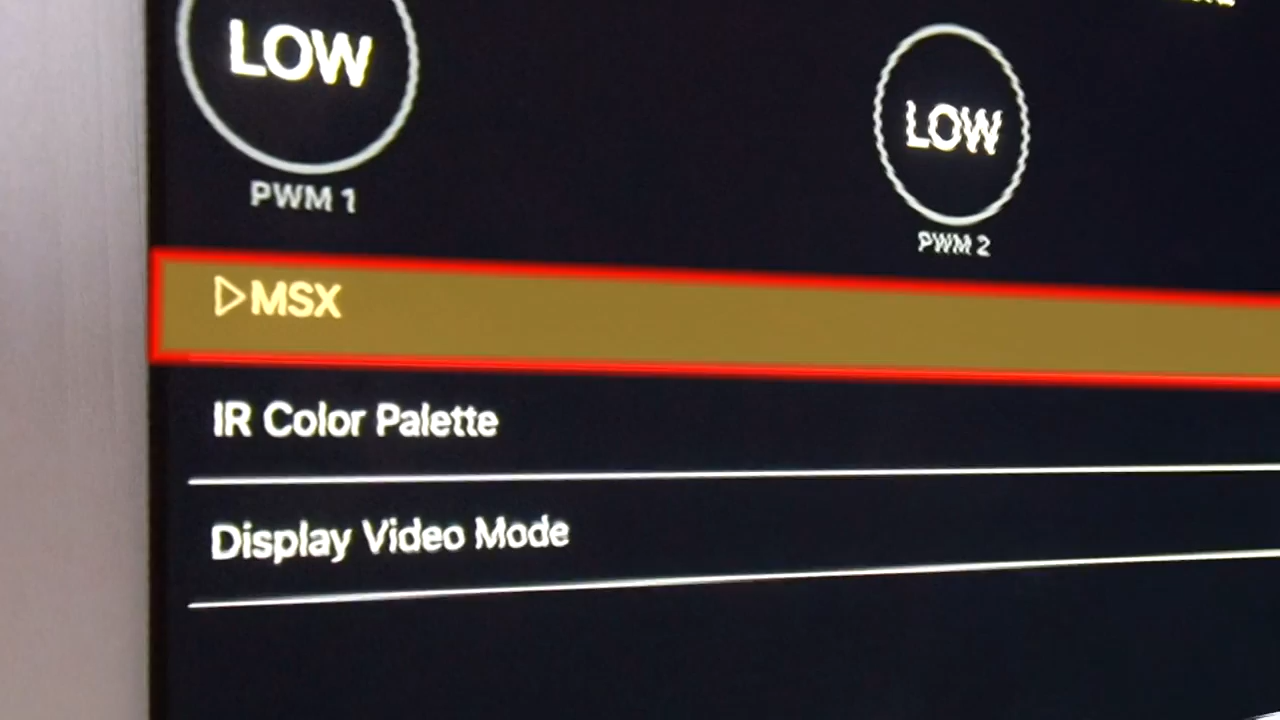 LOW
LOW
PWM 1
PWM 2
MSX
IR Color Palette
Display Video Mode